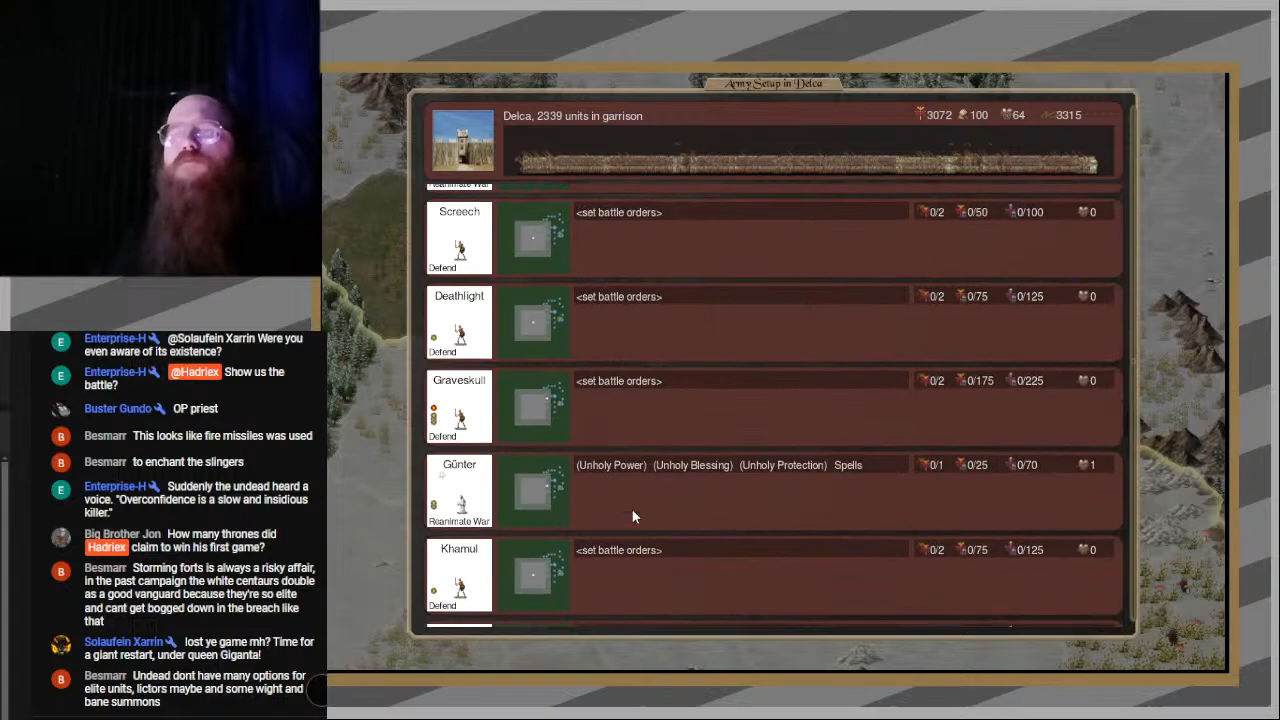 Army Setup in Delca
Delca, 2339 units in garrison
3072 100 64 3315
Screech
<set battle orders>
0/2 0/50 0/100 0
Defend
Deathlight
<set battle orders>
0/2 0/75 0/125 0
Defend
Graveskull
<set battle orders>
0/2 0/175 0/225 0
Defend
Günter
(Unholy Power) (Unholy Blessing) (Unholy Protection) Spells
0/1 0/25 0/70 1
Reanimate War
Khamul
<set battle orders>
0/2 0/75 0/125 0
Defend
E Enterprise-H @Solaufein Xarrin Were you
even aware of its existence?
E Enterprise-H @Hadriex Show us the
battle?
Buster Gundo OP priest
B Besmarr This looks like fire missiles was used
B Besmarr to enchant the slingers
E Enterprise-H Suddenly the undead heard a
voice. "Overconfidence is a slow and insidious
killer."
Big Brother Jon How many thrones did
Hadriex claim to win his first game?
B Besmarr Storming forts is always a risky affair,
in the past campaign the white centaurs double
as a good vanguard because they're so elite
and cant get bogged down in the breach like
that
Solaufein Xarrin lost ye game mh? Time for
a giant restart, under queen Giganta!
B Besmarr Undead dont have many options for
elite units, lictors maybe and some wight and
bane summons